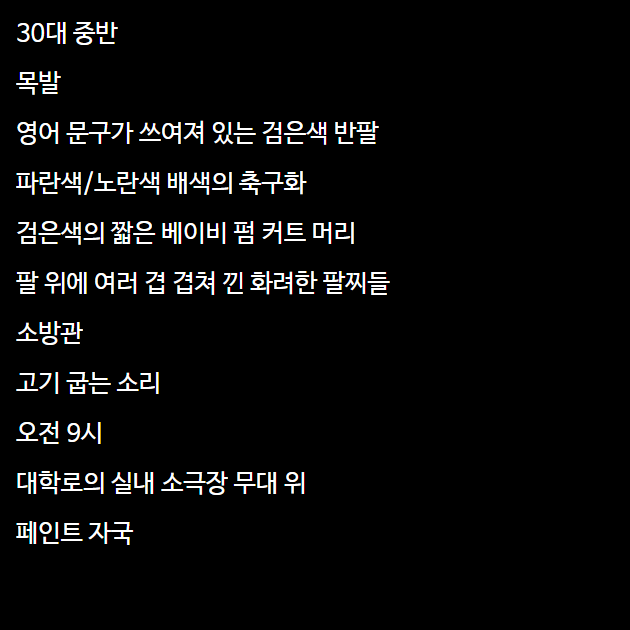 30대 중반
목발
영어 문구가 쓰여져 있는 검은색 반팔
파란색/노란색 배색의 축구화
검은색의 짧은 베이비 펌 커트 머리
팔 위에 여러 겹 겹쳐 낀 화려한 팔찌들
소방관
고기 굽는 소리
오전 9시
대학로의 실내 소극장 무대 위
페인트 자국